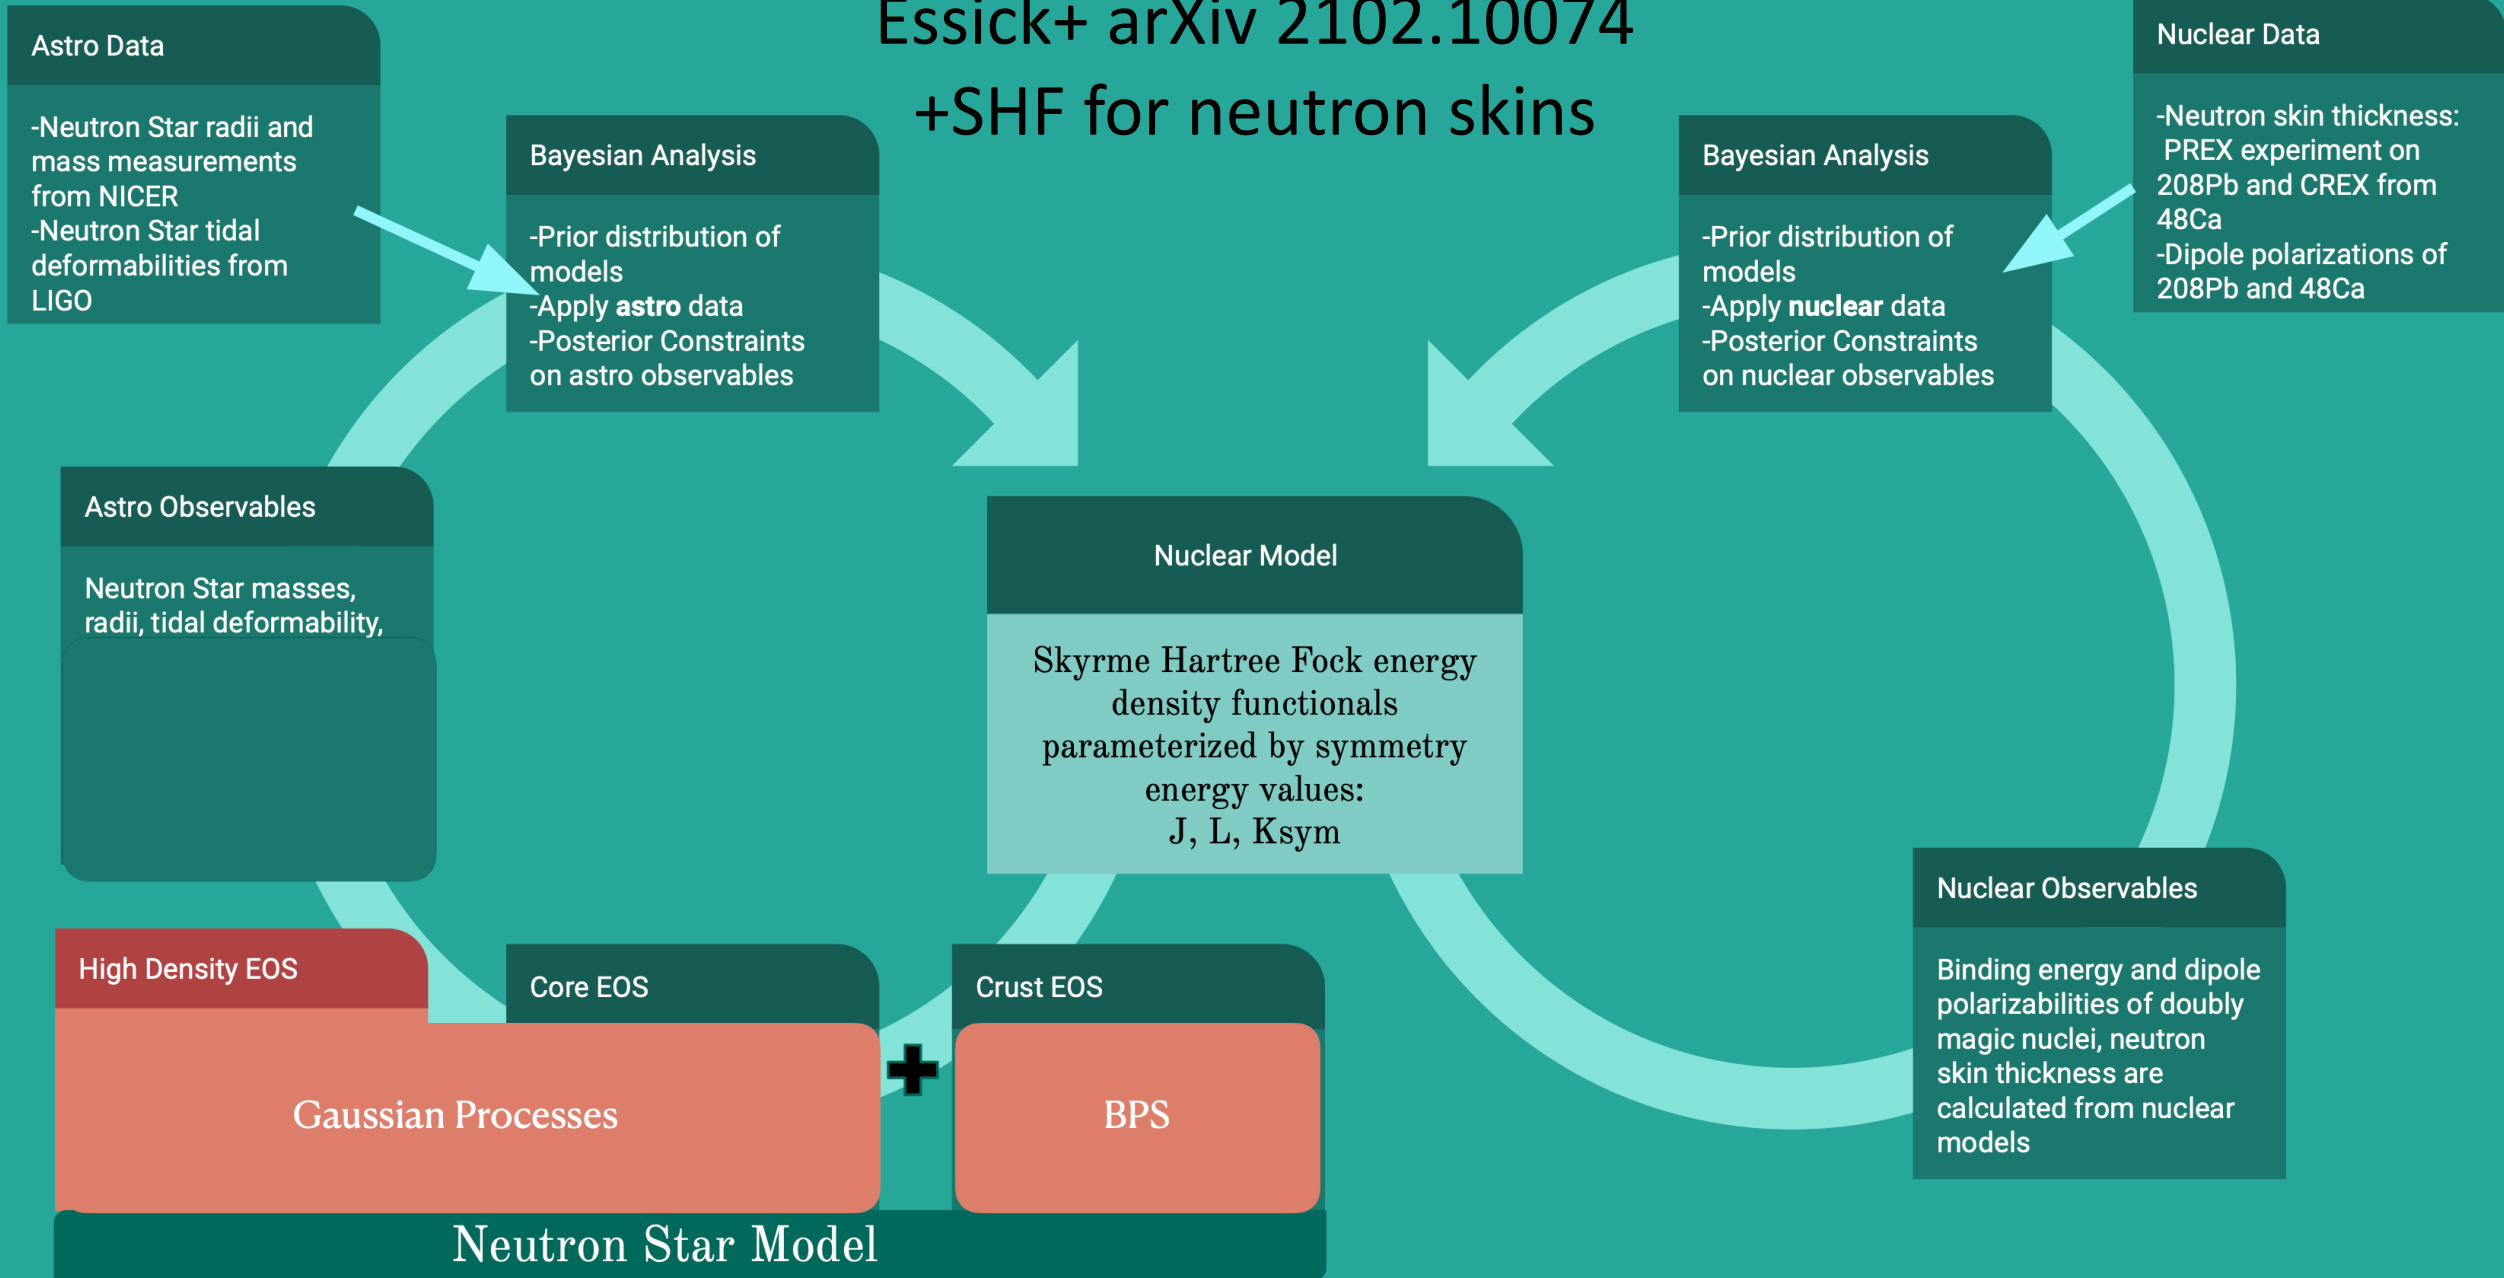 Essick+ arXiv 2102.10074
+SHF for neutron skins
Astro Data
-Neutron Star radii and
mass measurements
from NICER
-Neutron Star tidal
deformabilities from
LIGO
Bayesian Analysis
-Prior distribution of
models
-Apply astro data
-Posterior Constraints
on astro observables
Bayesian Analysis
-Prior distribution of
models
-Apply nuclear data
-Posterior Constraints
on nuclear observables
Nuclear Data
-Neutron skin thickness:
PREX experiment on
208Pb and CREX from
48Ca
-Dipole polarizations of
208Pb and 48Ca
Astro Observables
Neutron Star masses,
radii, tidal deformability,
Nuclear Model
Skyrme Hartree Fock energy
density functionals
parameterized by symmetry
energy values:
J, L, Ksym
Nuclear Observables
Binding energy and dipole
polarizabilities of doubly
magic nuclei, neutron
skin thickness are
calculated from nuclear
models
High Density EOS
Core EOS
Crust EOS
Gaussian Processes
BPS
Neutron Star Model